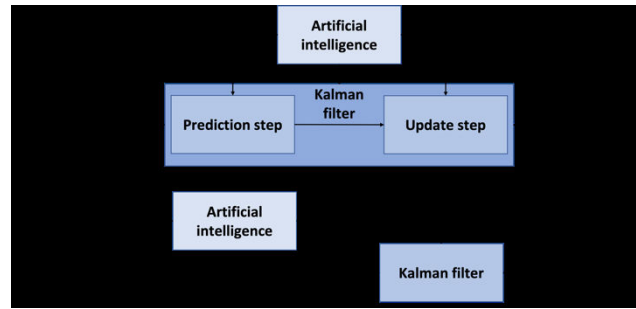 Artificial
intelligence
Kalman
filter
Prediction step
Update step
Artificial
intelligence
Kalman filter